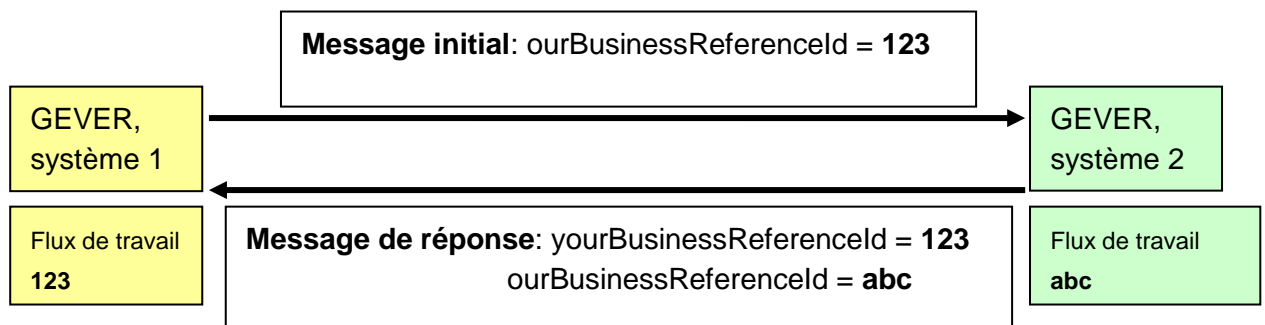 Message initial: ourBusinessReferenceId = 123
GEVER,
système 1
GEVER,
système 2
Flux de travail
123
Message de réponse: yourBusinessReferenceId = 123
ourBusinessReferenceId = abc
Flux de travail
abc